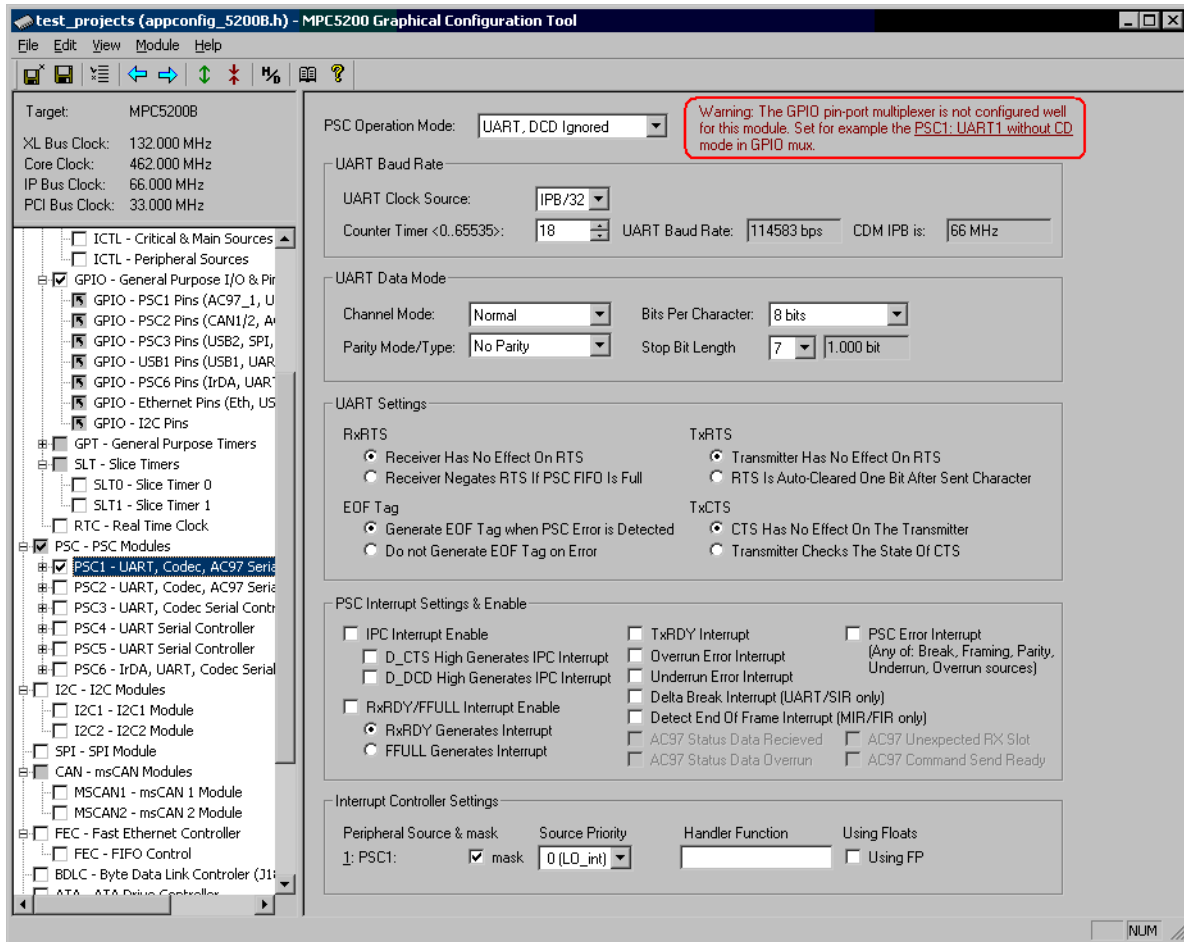 test_projects (appconfig_5200B.h) - MPC5200 Graphical Configuration Tool
File Edit View Module Help
H/D
Target: MPC5200B
XL Bus Clock: 132.000 MHz
Core Clock: 462.000 MHz
IP Bus Clock: 66.000 MHz
PCI Bus Clock: 33.000 MHz
ICTL - Critical & Main Sources
ICTL - Peripheral Sources
GPIO - General Purpose I/O & Pin
GPIO - PSC1 Pins (AC97_1, U
GPIO - PSC2 Pins (CAN1/2, A
GPIO - PSC3 Pins (USB2, SPI,
GPIO - USB1 Pins (USB1, UAR
GPIO - PSC6 Pins (IrDA, UART
GPIO - Ethernet Pins (Eth, US
GPIO - I2C Pins
GPT - General Purpose Timers
SLT - Slice Timers
SLT0 - Slice Timer 0
SLT1 - Slice Timer 1
RTC - Real Time Clock
PSC - PSC Modules
PSC1 - UART, Codec, AC97 Seria
PSC2 - UART, Codec, AC97 Seria
PSC3 - UART, Codec Serial Contr
PSC4 - UART Serial Controller
PSC5 - UART Serial Controller
PSC6 - IrDA, UART, Codec Serial
I2C - I2C Modules
I2C1 - I2C1 Module
I2C2 - I2C2 Module
SPI - SPI Module
CAN - msCAN Modules
MSCAN1 - msCAN 1 Module
MSCAN2 - msCAN 2 Module
FEC - Fast Ethernet Controller
FEC - FIFO Control
BDLC - Byte Data Link Controler (J18
ATA - ATA Drive Controller
PSC Operation Mode: UART, DCD Ignored
Warning: The GPIO pin-port multiplexer is not configured well
for this module. Set for example the PSC1: UART1 without CD
mode in GPIO mux.
UART Baud Rate
UART Clock Source: IPB/32
Counter Timer <0..65535>: 18 UART Baud Rate: 114583 bps CDM IPB is: 66 MHz
UART Data Mode
Channel Mode: Normal Bits Per Character: 8 bits
Parity Mode/Type: No Parity Stop Bit Length 7 1.000 bit
UART Settings
RxRTS TxRTS
Receiver Has No Effect On RTS Transmitter Has No Effect On RTS
Receiver Negates RTS If PSC FIFO Is Full RTS Is Auto-Cleared One Bit After Sent Character
EOF Tag TxCTS
Generate EOF Tag when PSC Error is Detected CTS Has No Effect On The Transmitter
Do not Generate EOF Tag on Error Transmitter Checks The State Of CTS
PSC Interrupt Settings & Enable
IPC Interrupt Enable TxRDY Interrupt PSC Error Interrupt
D_CTS High Generates IPC Interrupt Overrun Error Interrupt (Any of: Break, Framing, Parity,
D_DCD High Generates IPC Interrupt Underrun Error Interrupt Underrun, Overrun sources)
RxRDY/FFULL Interrupt Enable Delta Break Interrupt (UART/SIR only)
RxRDY Generates Interrupt Detect End Of Frame Interrupt (MIR/FIR only)
FFULL Generates Interrupt AC97 Status Data Recieved AC97 Unexpected RX Slot
AC97 Status Data Overrun AC97 Command Send Ready
Interrupt Controller Settings
Peripheral Source & mask Source Priority Handler Function Using Floats
1: PSC1: mask 0 (LO_int) Using FP
NUM